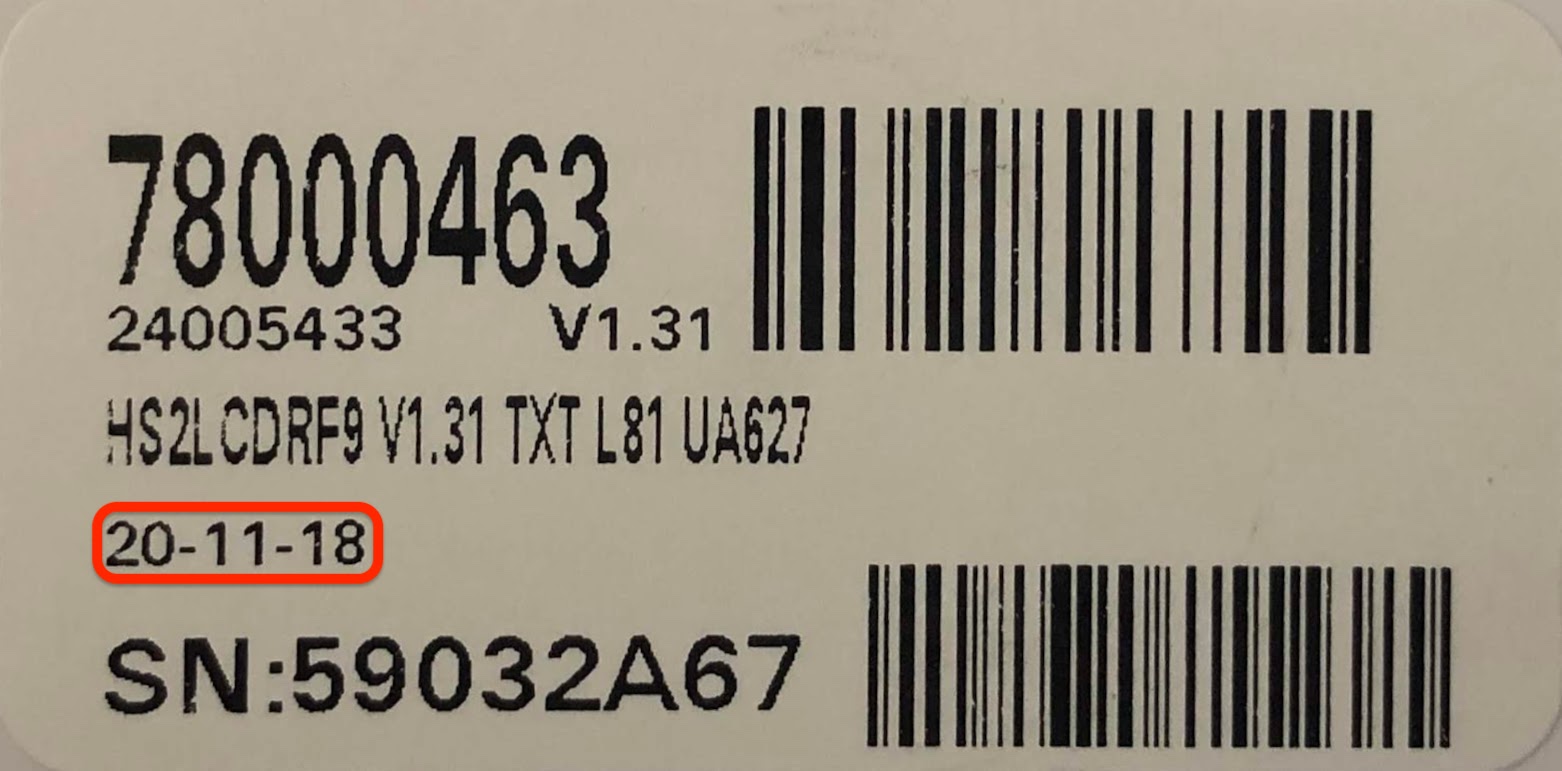 78000463
24005433 V1.31
HS2LCDRF9 V1.31 TXT L81 UA627
20-11-18
SN:59032A67